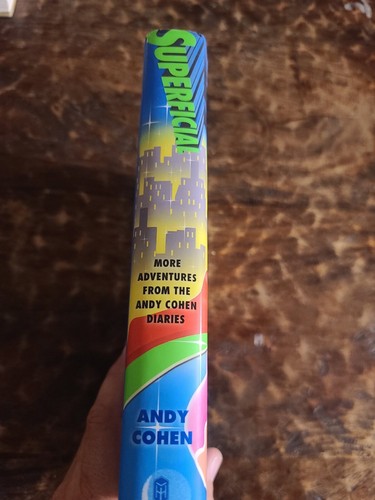 SUPERFICIAL
MORE
ADVENTURES
FROM THE
ANDY COHEN
DIARIES
ANDY
COHEN